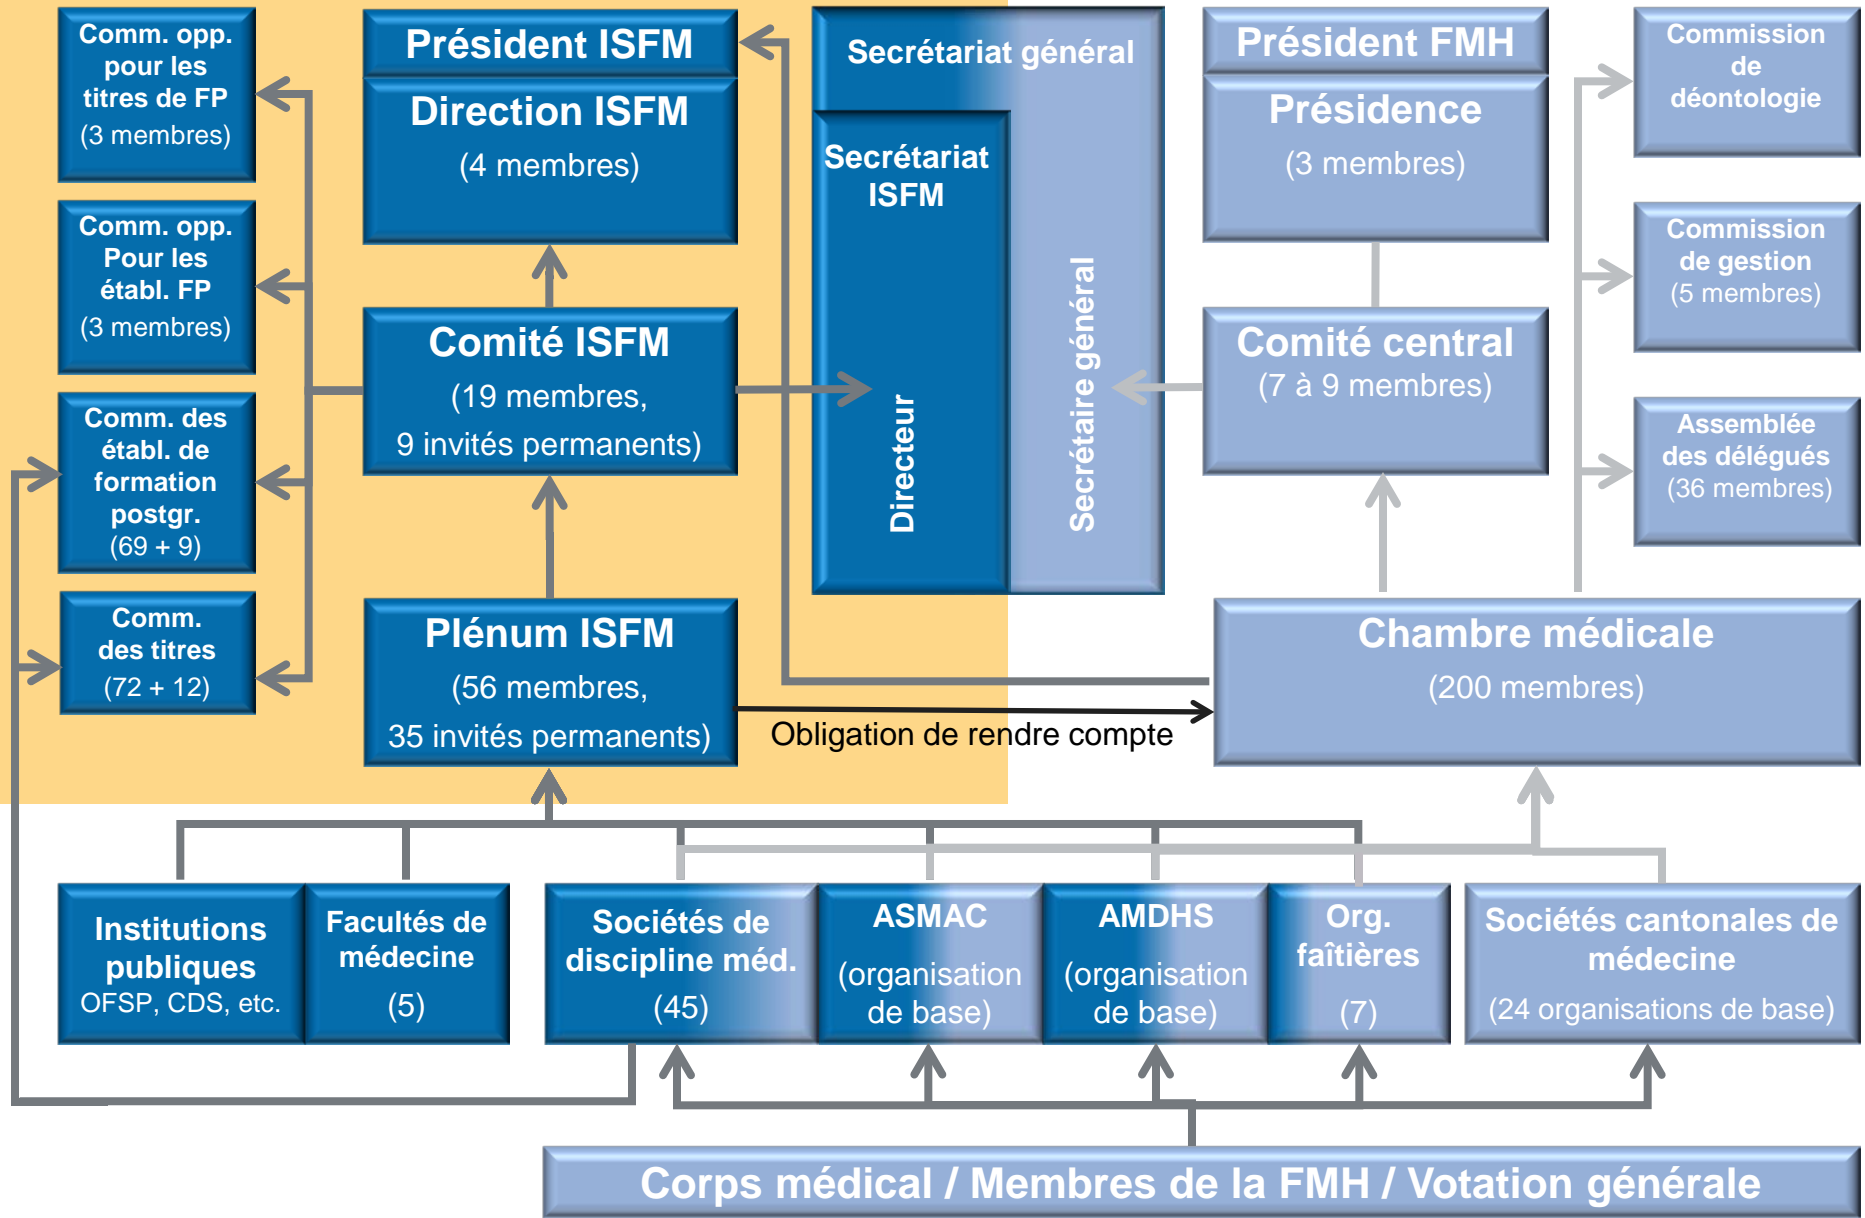 Comm. opp.
pour les
titres de FP
(3 membres)
Président ISFM
Direction ISFM
(4 membres)
Secrétariat général
Secrétariat
ISFM
Directeur
Secrétaire général
Président FMH
Présidence
(3 membres)
Commission
de
déontologie
Comm. opp.
Pour les
établ. FP
(3 membres)
Comité ISFM
(19 membres,
9 invités permanents)
Comité central
(7 à 9 membres)
Commission
de gestion
(5 membres)
Comm. des
établ. de
formation
postgr.
(69 + 9)
Assemblée
des délégués
(36 membres)
Comm.
des titres
(72 + 12)
Plénum ISFM
(56 membres,
35 invités permanents)
Obligation de rendre compte
Chambre médicale
(200 membres)
Institutions
publiques
OFSP, CDS, etc.
Facultés de
médecine
(5)
Sociétés de
discipline méd.
(45)
ASMAC
(organisation
de base)
AMDHS
(organisation
de base)
Org.
faîtières
(7)
Sociétés cantonales de
médecine
(24 organisations de base)
Corps médical / Membres de la FMH / Votation générale